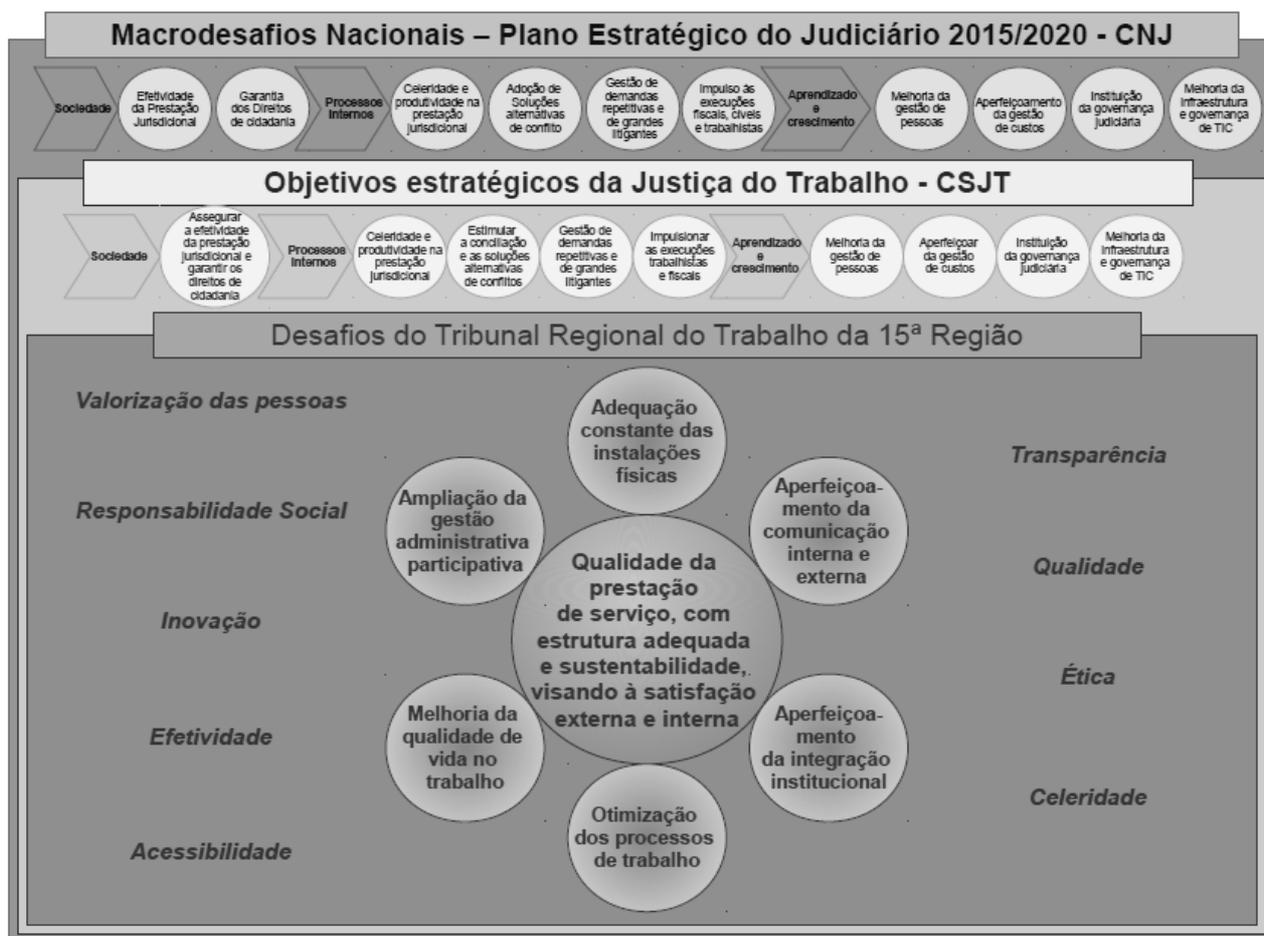 Macrodesafios Nacionais – Plano Estratégico do Judiciário 2015/2020 - CNJ
Sociedade
Efetividade
da Prestação
Jurisdicional
Garantia
dos Direitos
de cidadania
Processos
Internos
Celeridade e
produtividade na
prestação
jurisdicional
Adoção de
Soluções
alternativas
de conflito
Gestão de
demandas
repetitivas e
de grandes
litigantes
Impulso às
execuções
fiscais, cíveis
e trabalhistas
Aprendizado
e
crescimento
Melhoria da
gestão de
pessoas
Aperfeiçoamento
da gestão
de custos
Instituição
da governança
judiciária
Melhoria da
Infraestrutura
e governança
de TIC
Objetivos estratégicos da Justiça do Trabalho - CSJT
Sociedade
Assegurar
a efetividade
da prestação
jurisdicional e
garantir os
direitos de
cidadania
Processos
Internos
Celeridade e
produtividade na
prestação
jurisdicional
Estimular
a conciliação
e as soluções
alternativas
de conflitos
Gestão de
demandas
repetitivas e
de grandes
litigantes
Impulsionar
as execuções
trabalhistas
e fiscais
Aprendizado
e
crescimento
Melhoria da
gestão de
pessoas
Aperfeiçoar
da gestão
de custos
Instituição
da governança
judiciária
Melhoria da
Infraestrutura
e governança
de TIC
Desafios do Tribunal Regional do Trabalho da 15ª Região
Valorização das pessoas
Responsabilidade Social
Inovação
Efetividade
Acessibilidade
Adequação
constante das
instalações
físicas
Ampliação da
gestão
administrativa
participativa
Aperfeiçoa-
mento da
comunicação
interna e
externa
Qualidade da
prestação
de serviço, com
estrutura adequada
e sustentabilidade,
visando à satisfação
externa e interna
Melhoria da
qualidade de
vida no
trabalho
Aperfeiçoa-
mento
da integração
institucional
Otimização
dos processos
de trabalho
Transparência
Qualidade
Ética
Celeridade